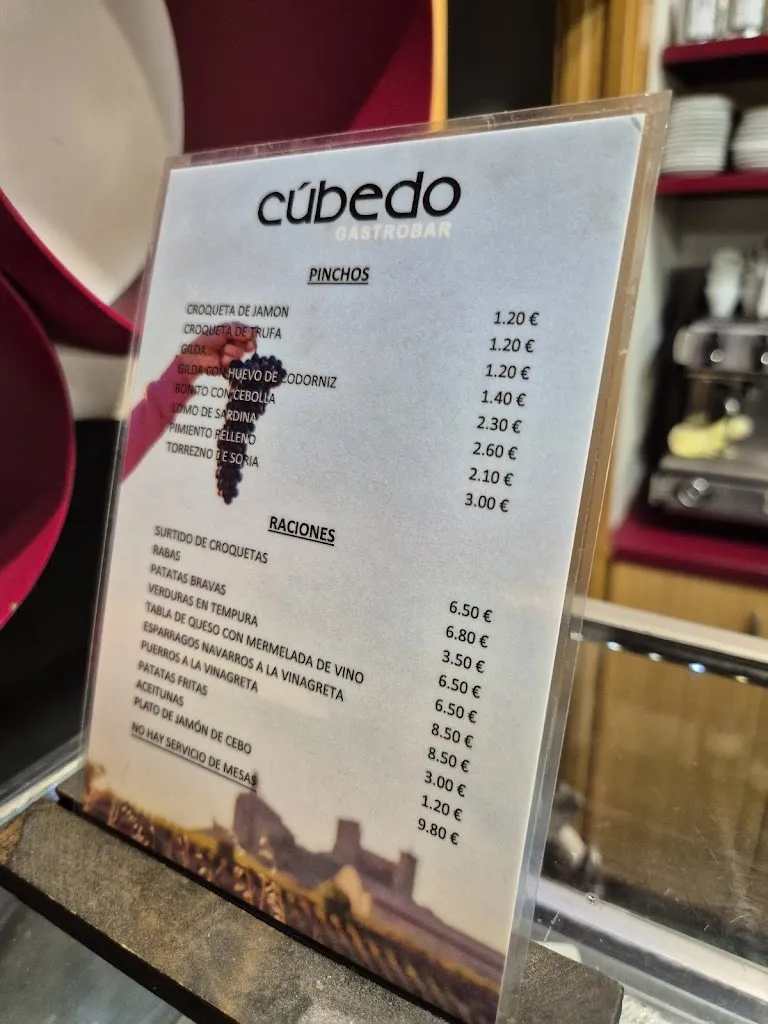 cúbedo
GASTROBAR
PINCHOS
CROQUETA DE JAMON 1.20 €
CROQUETA DE TRUFA 1.20 €
GILDA 1.20 €
GILDA CON HUEVO DE CODORNIZ 1.40 €
BONITO CON CEBOLLA 2.30 €
LOMO DE SARDINA 2.60 €
PIMIENTO RELLENO 2.10 €
TORREZNO DE SORIA 3.00 €
RACIONES
SURTIDO DE CROQUETAS 6.50 €
RABAS 6.80 €
PATATAS BRAVAS 3.50 €
VERDURAS EN TEMPURA 6.50 €
TABLA DE QUESO CON MERMELADA DE VINO 6.50 €
ESPARRAGOS NAVARROS A LA VINAGRETA 8.50 €
PUERROS A LA VINAGRETA 8.50 €
PATATAS FRITAS 3.00 €
ACEITUNAS 1.20 €
PLATO DE JAMÓN DE CEBO 9.80 €
NO HAY SERVICIO DE MESAS